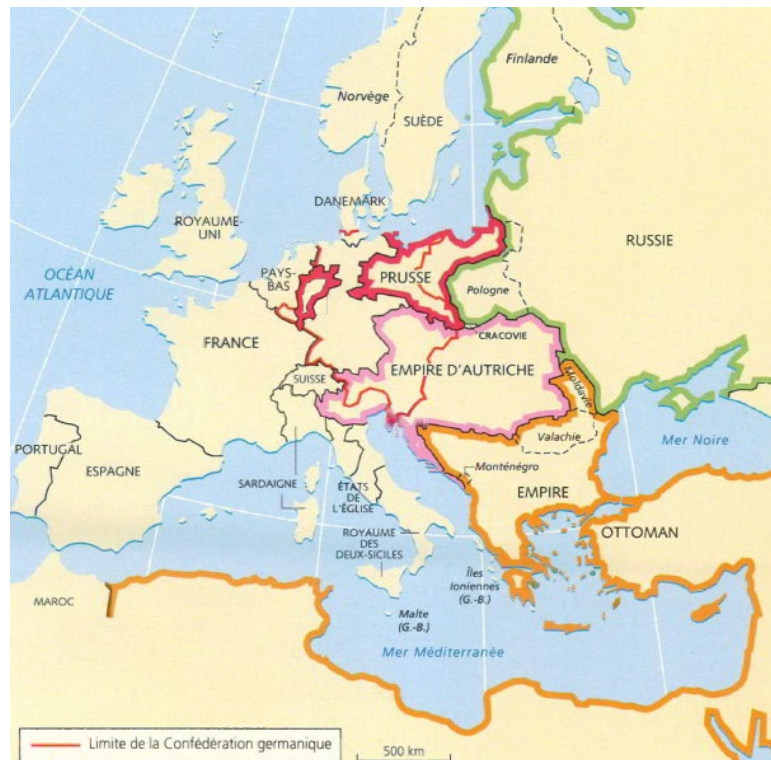 Finlande
Norvège
SUÈDE
DANEMARK
ROYAUME-
UNI
RUSSIE
OCÉAN
ATLANTIQUE
PAYS-
BAS
PRUSSE
Pologne
CRACOVIE
FRANCE
EMPIRE D'AUTRICHE
SUISSE
Moldavie
Valachie
Mer Noire
PORTUGAL
ESPAGNE
Monténégro
SARDAIGNE
ÉTATS
DE
L'ÉGLISE
EMPIRE
OTTOMAN
ROYAUME
DES
DEUX-SICILES
Îles
Ioniennes
(G.-B.)
MAROC
Malte
(G.-B.)
Mer Méditerranée
Limite de la Confédération germanique
500 km